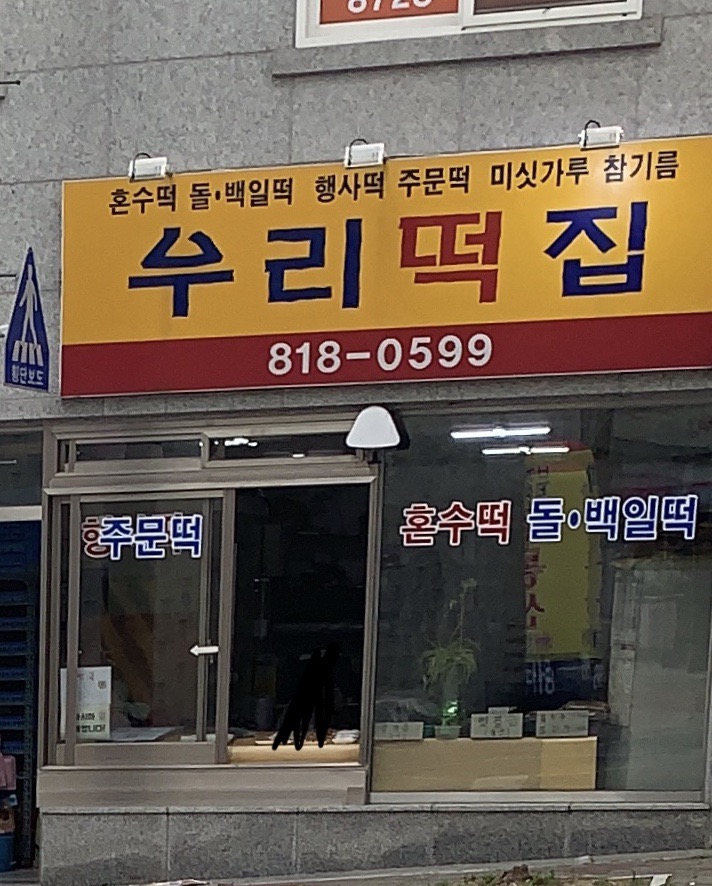 8723
혼수떡 돌·백일떡 행사떡 주문떡 미싯가루 참기름
우리떡집
818-0599
횡단보도
주문떡
혼수떡 돌·백일떡